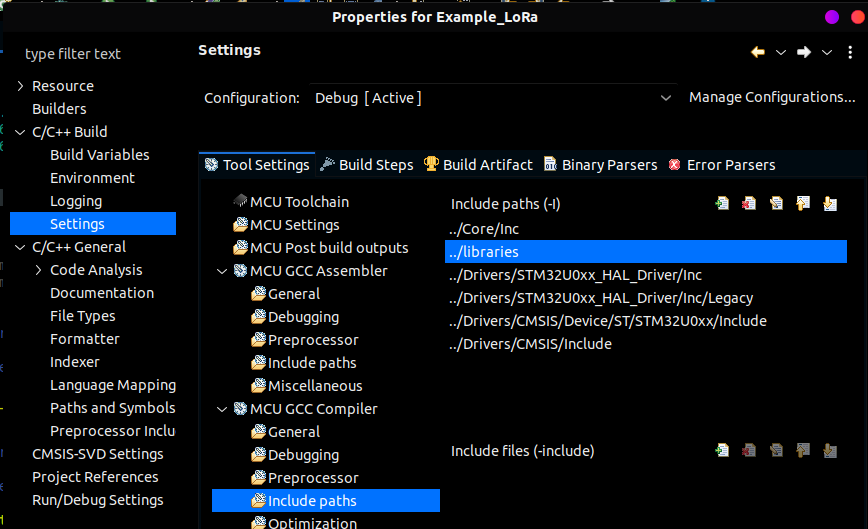 Properties for Example_LoRa
type filter text
Resource
Builders
C/C++ Build
Build Variables
Environment
Logging
Settings
C/C++ General
Code Analysis
Documentation
File Types
Formatter
Indexer
Language Mapping
Paths and Symbols
Preprocessor Inclu
CMSIS-SVD Settings
Project References
Run/Debug Settings
Settings
Configuration: Debug [ Active ] Manage Configurations...
Tool Settings Build Steps Build Artifact Binary Parsers Error Parsers
MCU Toolchain
MCU Settings
MCU Post build outputs
MCU GCC Assembler
General
Debugging
Preprocessor
Include paths
Miscellaneous
MCU GCC Compiler
General
Debugging
Preprocessor
Include paths
Optimization
Include paths (-I)
../Core/Inc
../libraries
../Drivers/STM32U0xx_HAL_Driver/Inc
../Drivers/STM32U0xx_HAL_Driver/Inc/Legacy
../Drivers/CMSIS/Device/ST/STM32U0xx/Include
../Drivers/CMSIS/Include
Include files (-include)